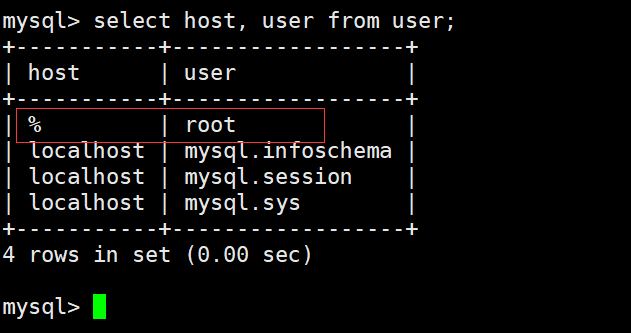 mysql> select host, user from user;
+-----------+------------------+
| host      | user             |
+-----------+------------------+
| %         | root             |
| localhost | mysql.infoschema |
| localhost | mysql.session    |
| localhost | mysql.sys        |
+-----------+------------------+
4 rows in set (0.00 sec)
mysql>